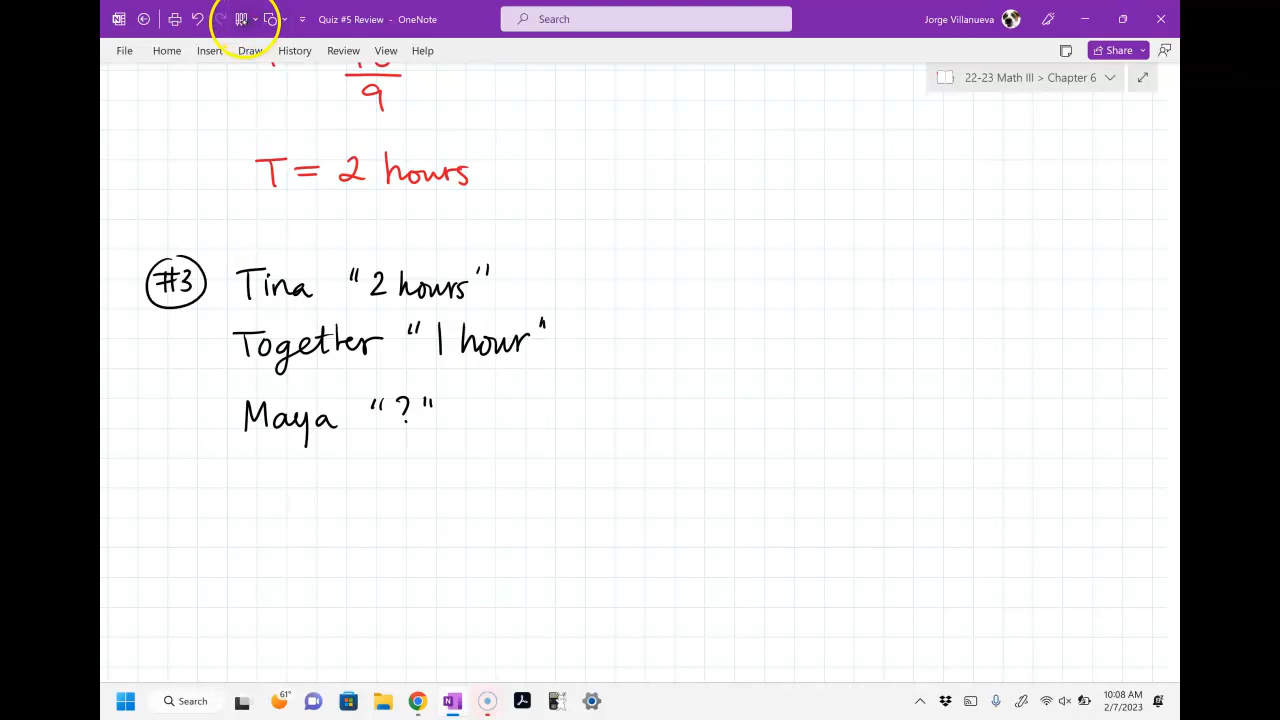 Quiz #5 Review - OneNote
Search
Jorge Villanueva
File Home Insert Draw History Review View Help
Share
22-23 Math III > Chapter 6
9
T = 2 hours
#3 Tina "2 hours"
Together "1 hour"
Maya "?"
61°
Search
10:08 AM
2/7/2023